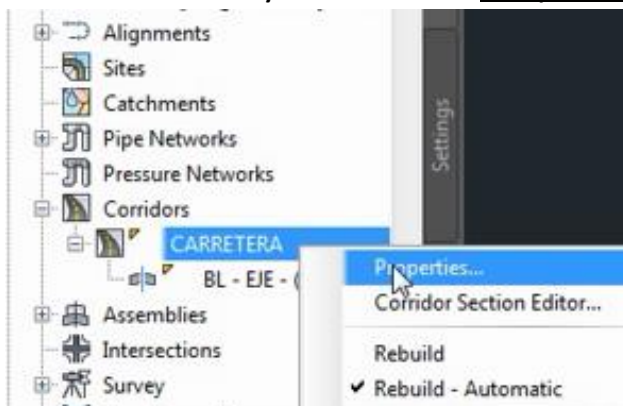 Alignments
Sites
Catchments
Pipe Networks
Pressure Networks
Corridors
CARRETERA
BL - EJE - (
Assemblies
Intersections
Survey
Settings
Properties...
Corridor Section Editor...
Rebuild
Rebuild - Automatic